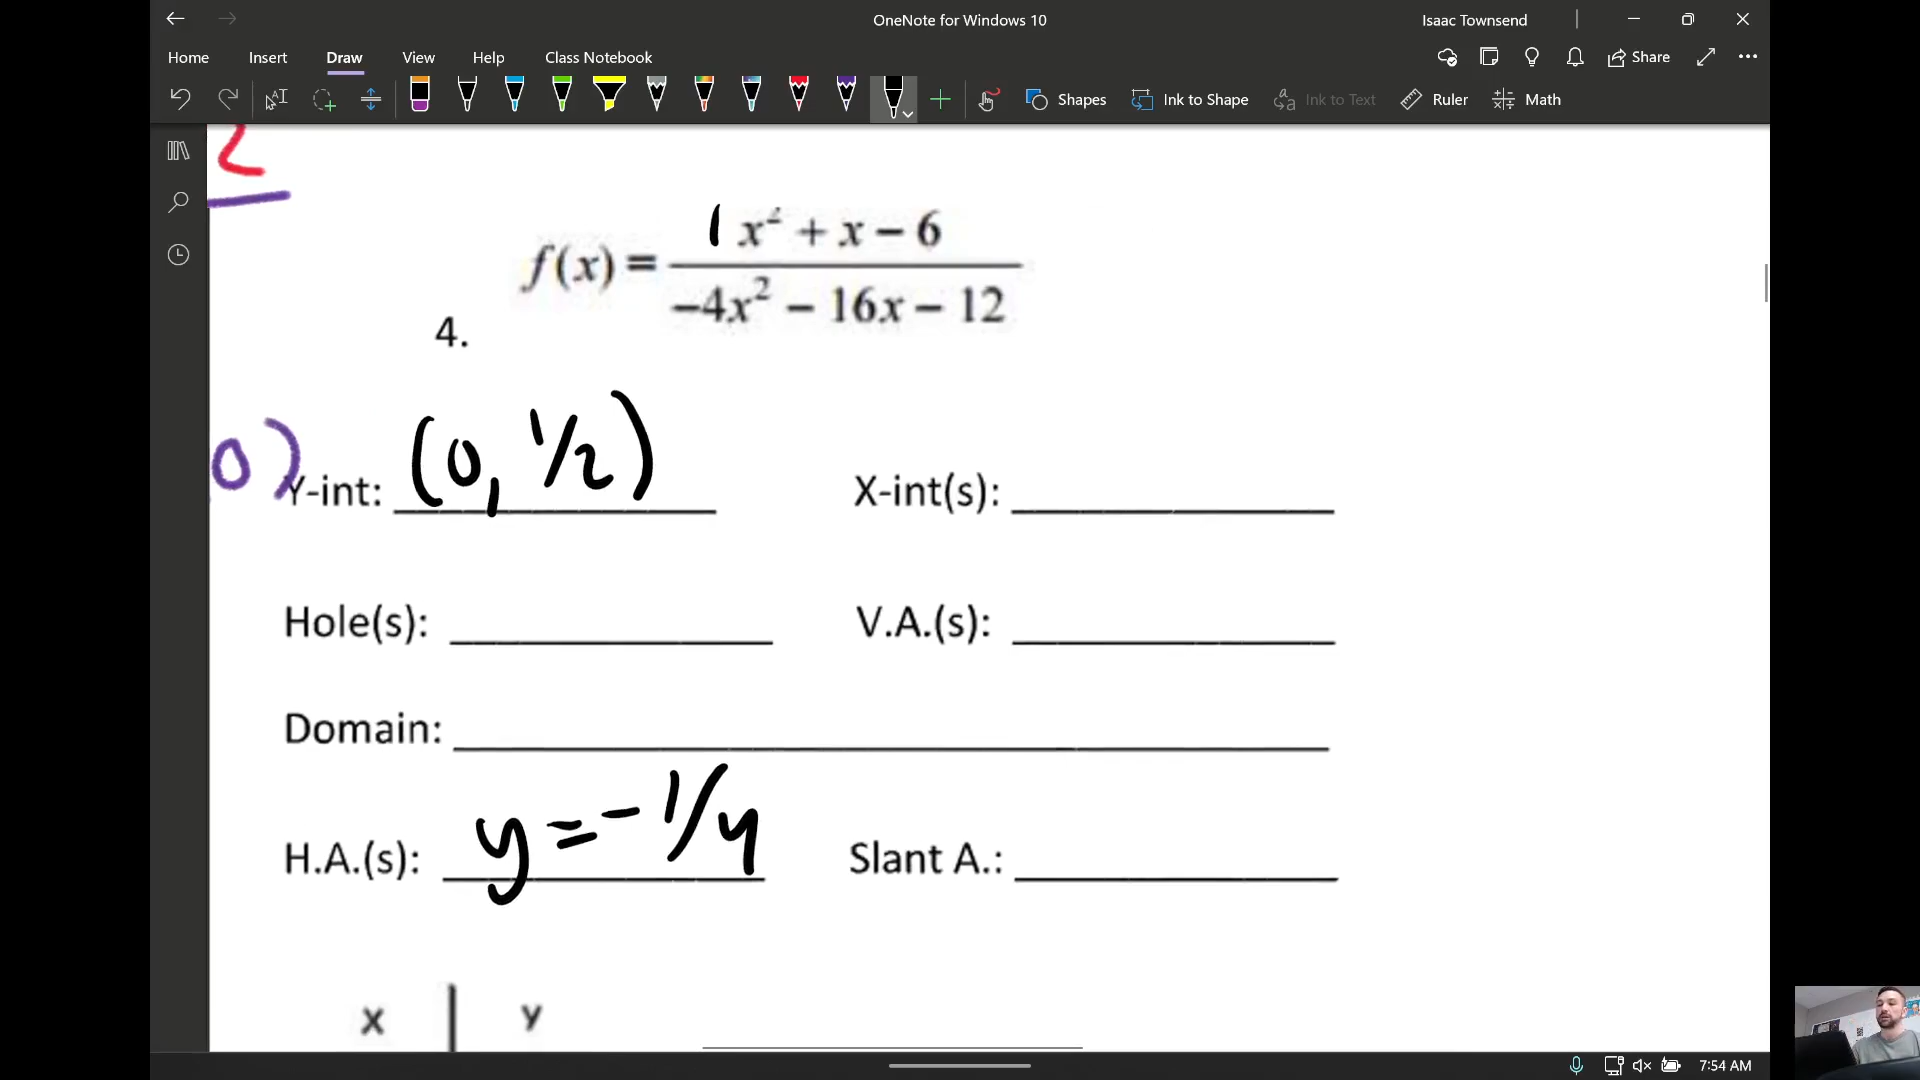 OneNote for Windows 10
Isaac Townsend
Home Insert Draw View Help Class Notebook
Share
Shapes Ink to Shape Ink to Text Ruler Math
2
f(x) = 1x² + x − 6 / −4x² − 16x − 12
4.
0)
Y-int: (0, 1/2) X-int(s):
Hole(s): V.A.(s):
Domain:
H.A.(s): y = -1/4 Slant A.:
x y
7:54 AM